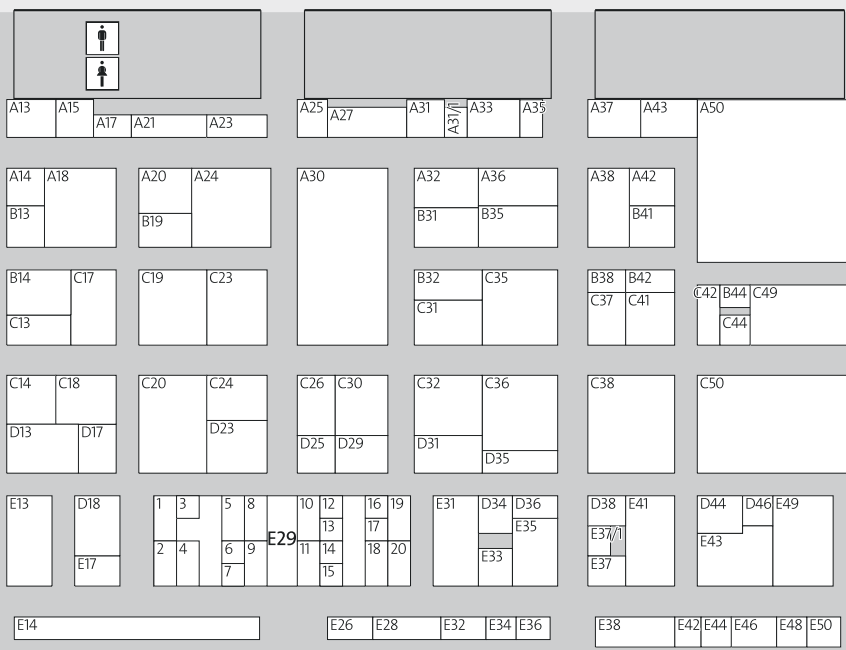 A13 A15 A17 A21 A23 A25 A27 A31 A31/1 A33 A35 A37 A43 A50
A14 A18 A20 A24 A30 A32 A36 A38 A42
B13 B19 B31 B35 B41
B14 C17 C19 C23 B32 C35 B38 B42
C42 B44 C49
C13 C31 C37 C41 C44
C14 C18 C20 C24 C26 C30 C32 C36 C38 C50
D13 D17 D23 D25 D29 D31 D35
E13 D18 1 3 5 8 10 12 16 19 E31 D34 D36 D38 E41 D44 D46 E49
13 17 E35 E37/1 E43
2 4 6 9 E29 11 14 18 20 E33
E17 7 15 E37
E14 E26 E28 E32 E34 E36 E38 E42 E44 E46 E48 E50